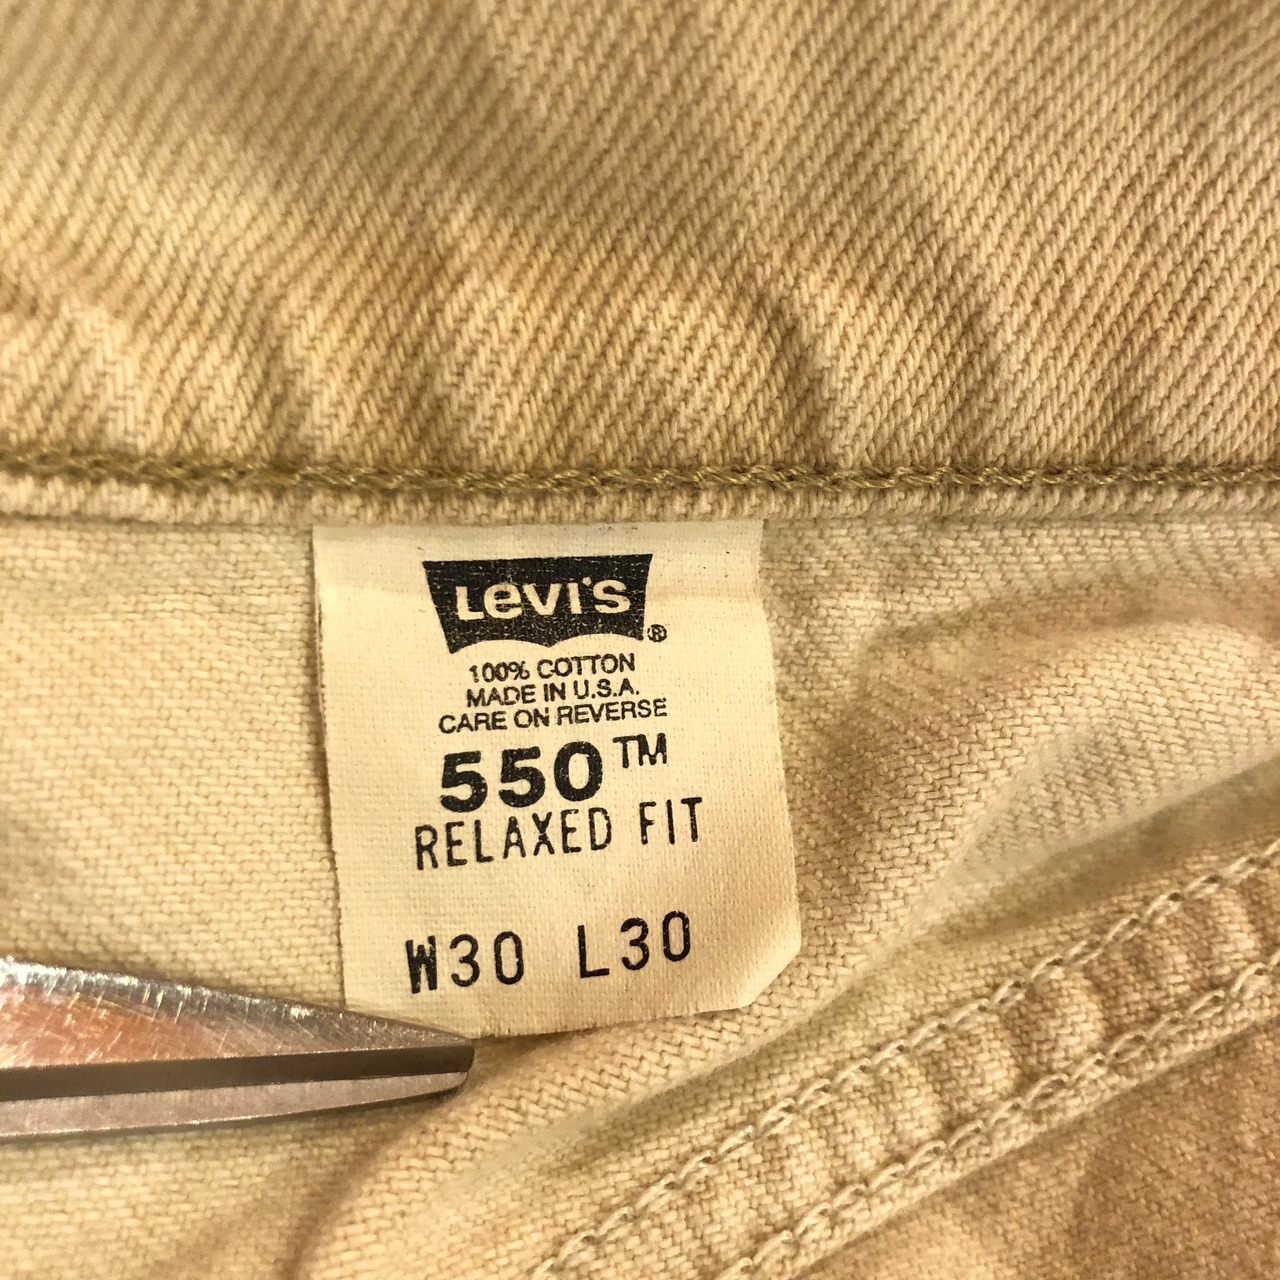 Levi's ®
100% COTTON
MADE IN U.S.A.
CARE ON REVERSE
550™
RELAXED FIT
W30 L30